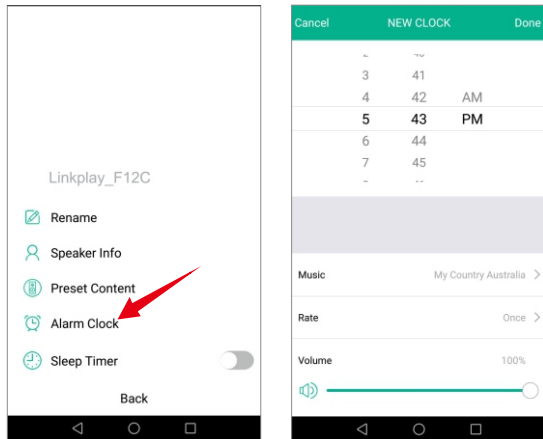 Linkplay_F12C
Rename
Speaker Info
Preset Content
Alarm Clock
Sleep Timer
Back
Cancel NEW CLOCK Done
3 41
4 42 AM
5 43 PM
6 44
7 45
Music My Country Australia >
Rate Once >
Volume 100%